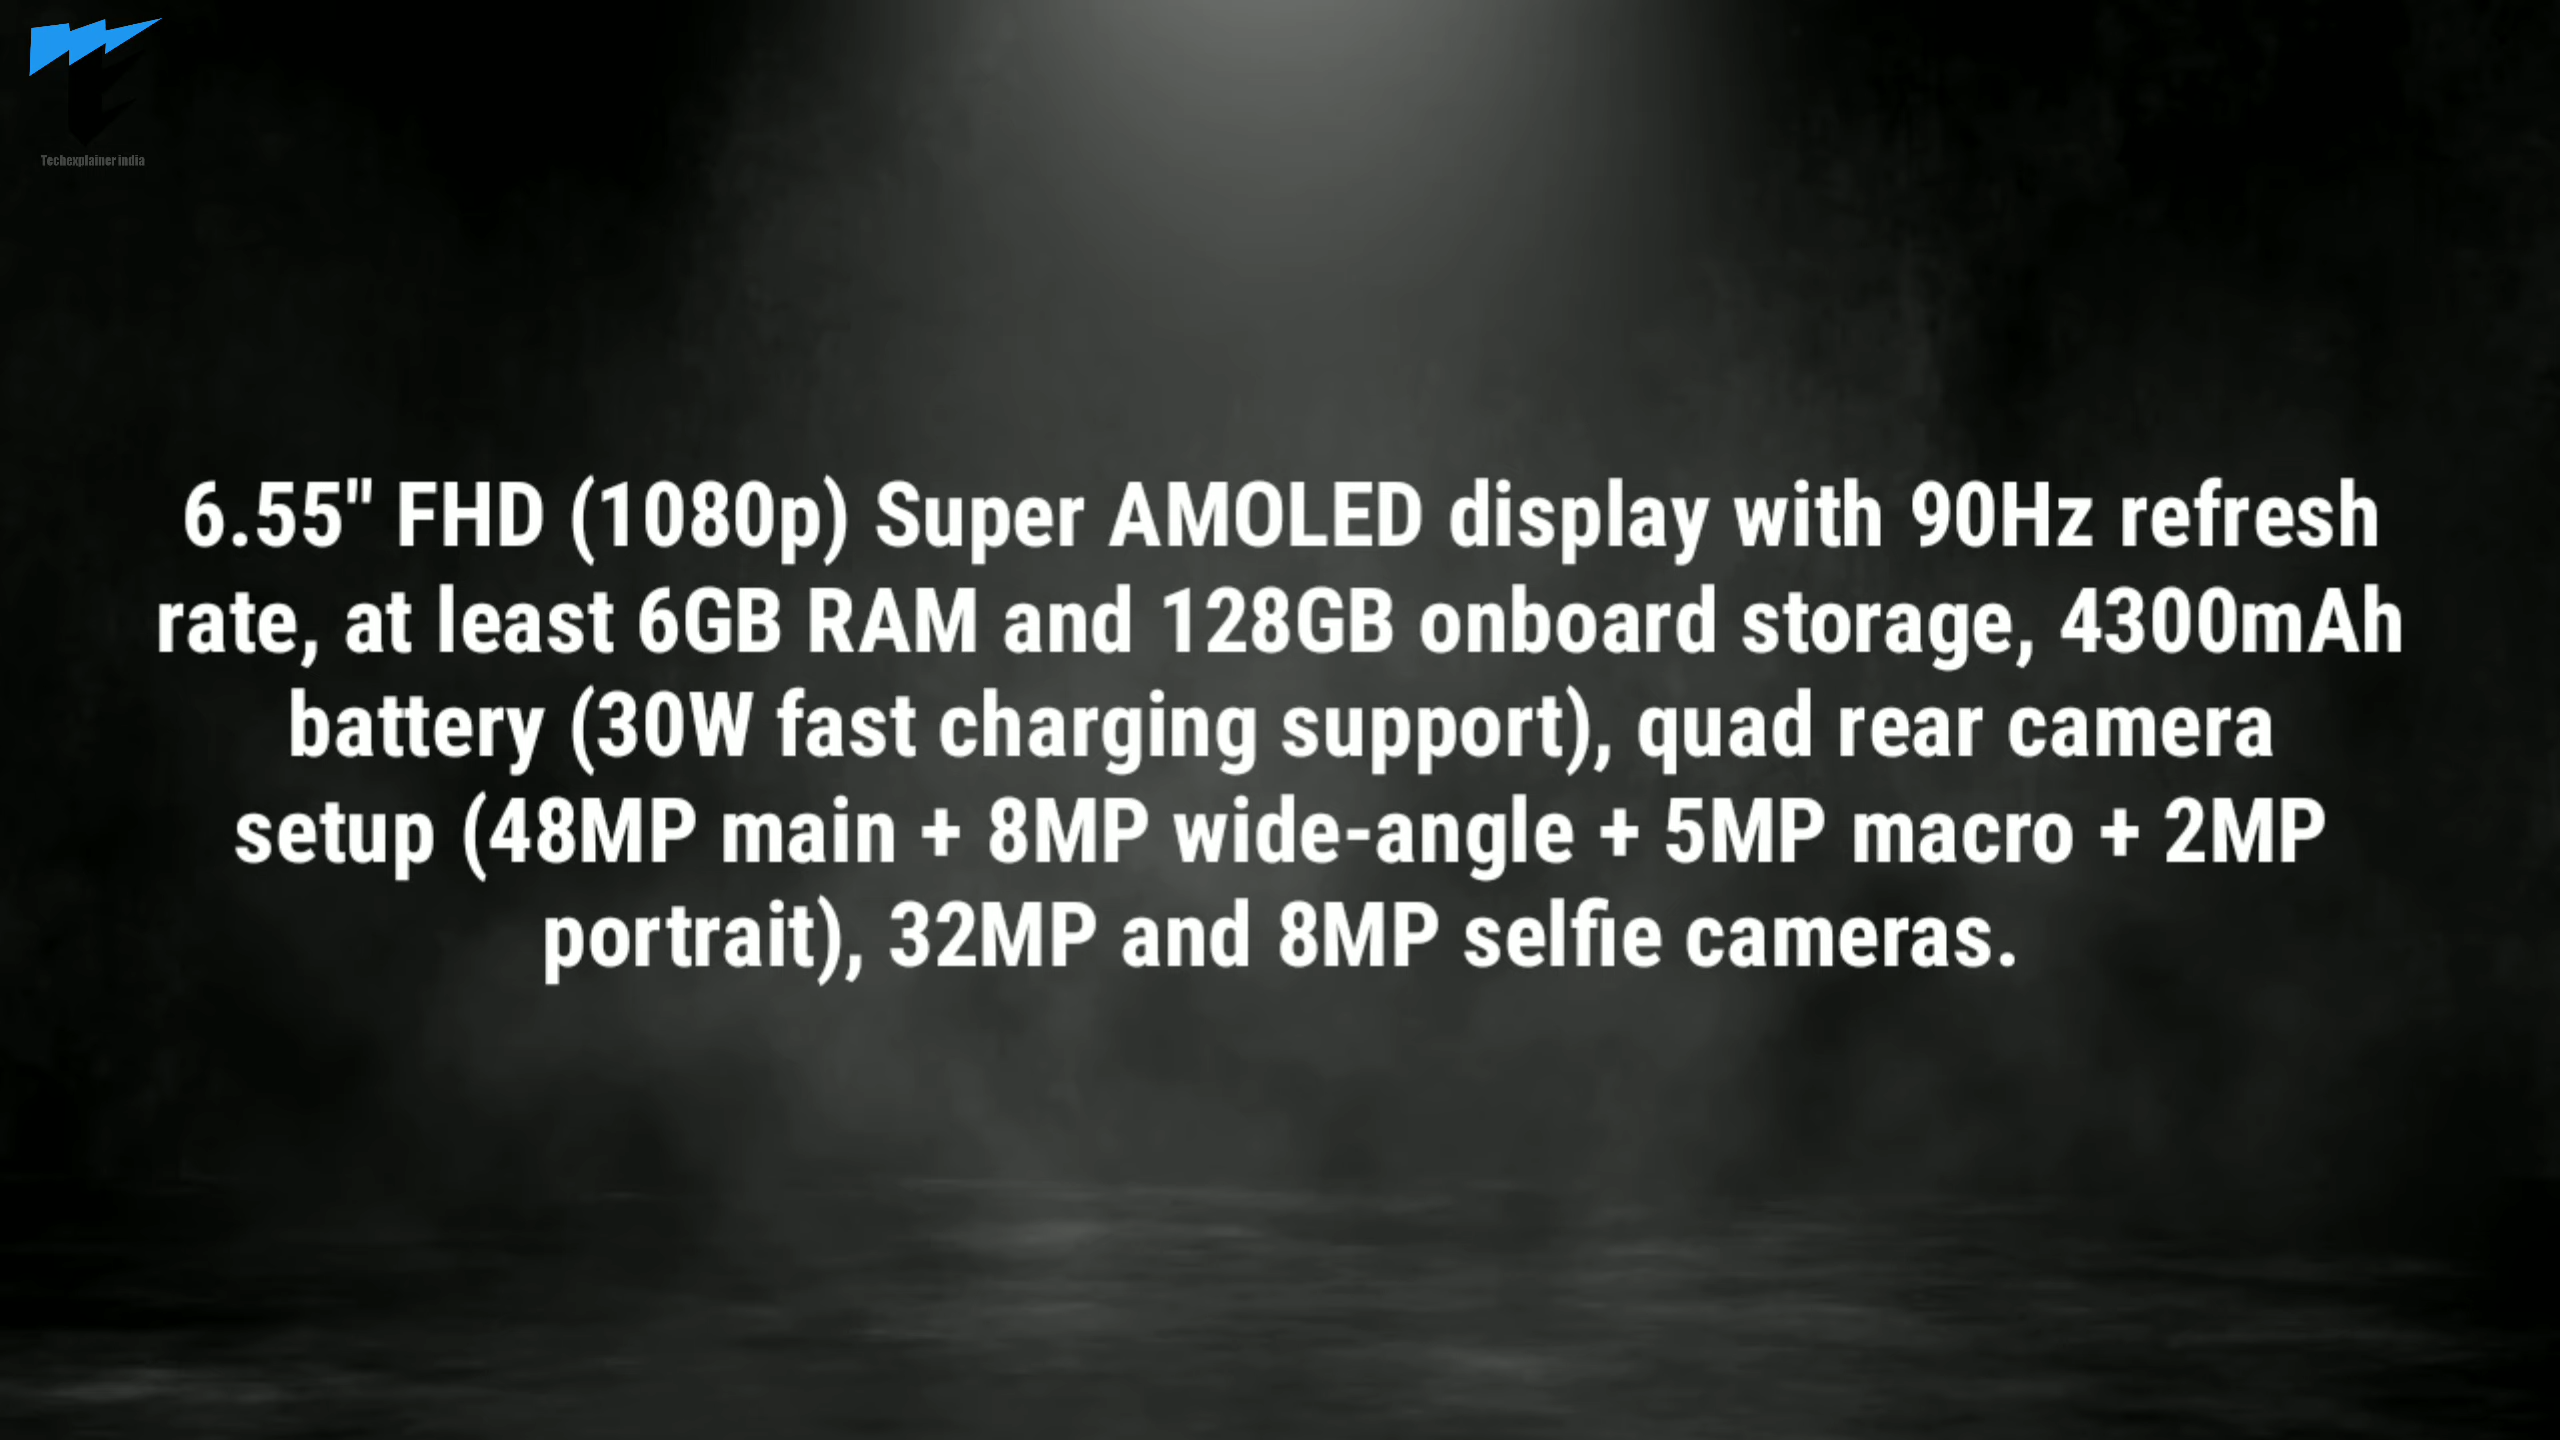 Techexplainer india
6.55" FHD (1080p) Super AMOLED display with 90Hz refresh
rate, at least 6GB RAM and 128GB onboard storage, 4300mAh
battery (30W fast charging support), quad rear camera
setup (48MP main + 8MP wide-angle + 5MP macro + 2MP
portrait), 32MP and 8MP selfie cameras.